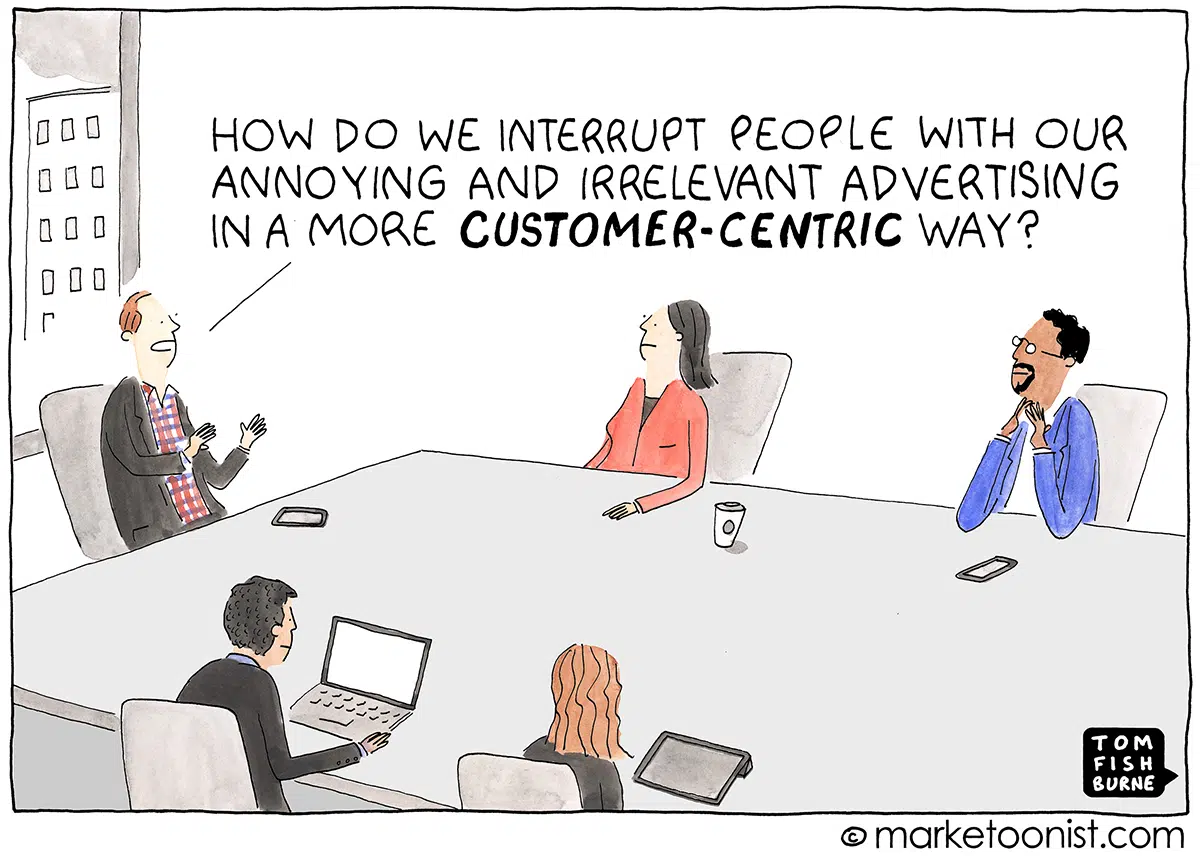 HOW DO WE INTERRUPT PEOPLE WITH OUR
ANNOYING AND IRRELEVANT ADVERTISING
IN A MORE CUSTOMER-CENTRIC WAY?
TOM
FISH
BURNE
© marketoonist.com